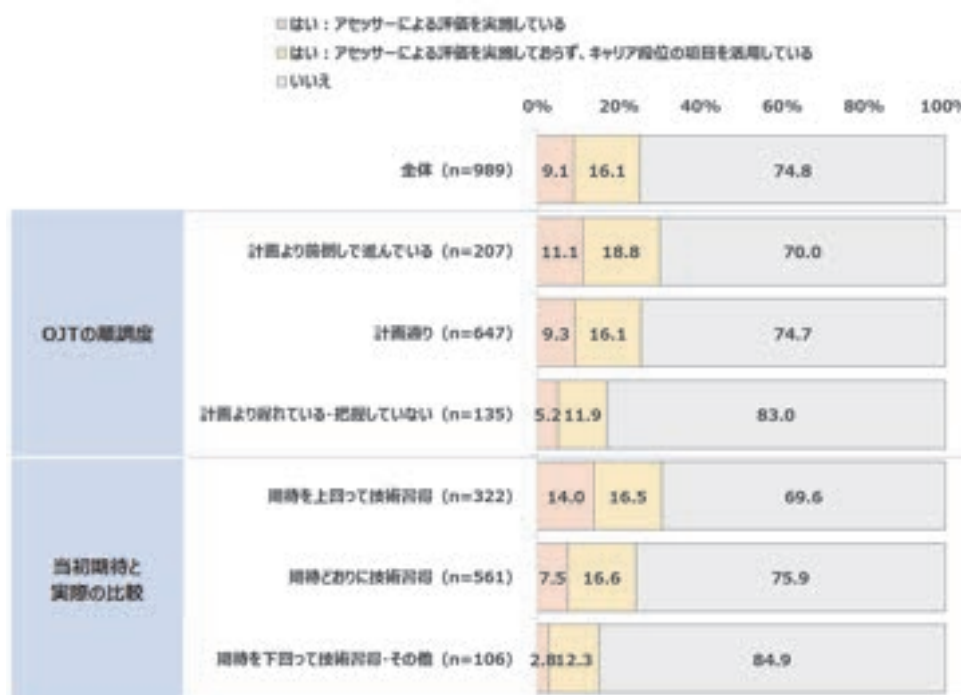 はい：アセッサーによる評価を実施している
はい：アセッサーによる評価を実施しておらず、キャリア段位の項目を活用している
いいえ
0% 20% 40% 60% 80% 100%
全体（n=989） 9.1 16.1 74.8
計画より前倒しで進んでいる（n=207） 11.1 18.8 70.0
OJTの順調度
計画通り（n=647） 9.3 16.1 74.7
計画より遅れている・把握していない（n=135） 5.2 11.9 83.0
期待を上回って技術習得（n=322） 14.0 16.5 69.6
当初期待と
実際の比較
期待どおりに技術習得（n=561） 7.5 16.6 75.9
期待を下回って技術習得・その他（n=106） 2.8 12.3 84.9